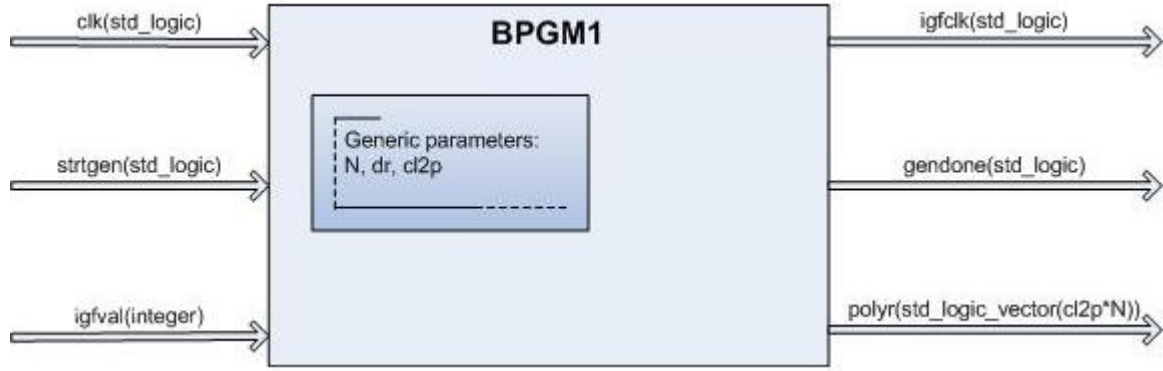 clk(std_logic)
BPGM1
igfclk(std_logic)
Generic parameters:
N, dr, cl2p
strtgen(std_logic)
gendone(std_logic)
igfval(integer)
polyr(std_logic_vector(cl2p*N))